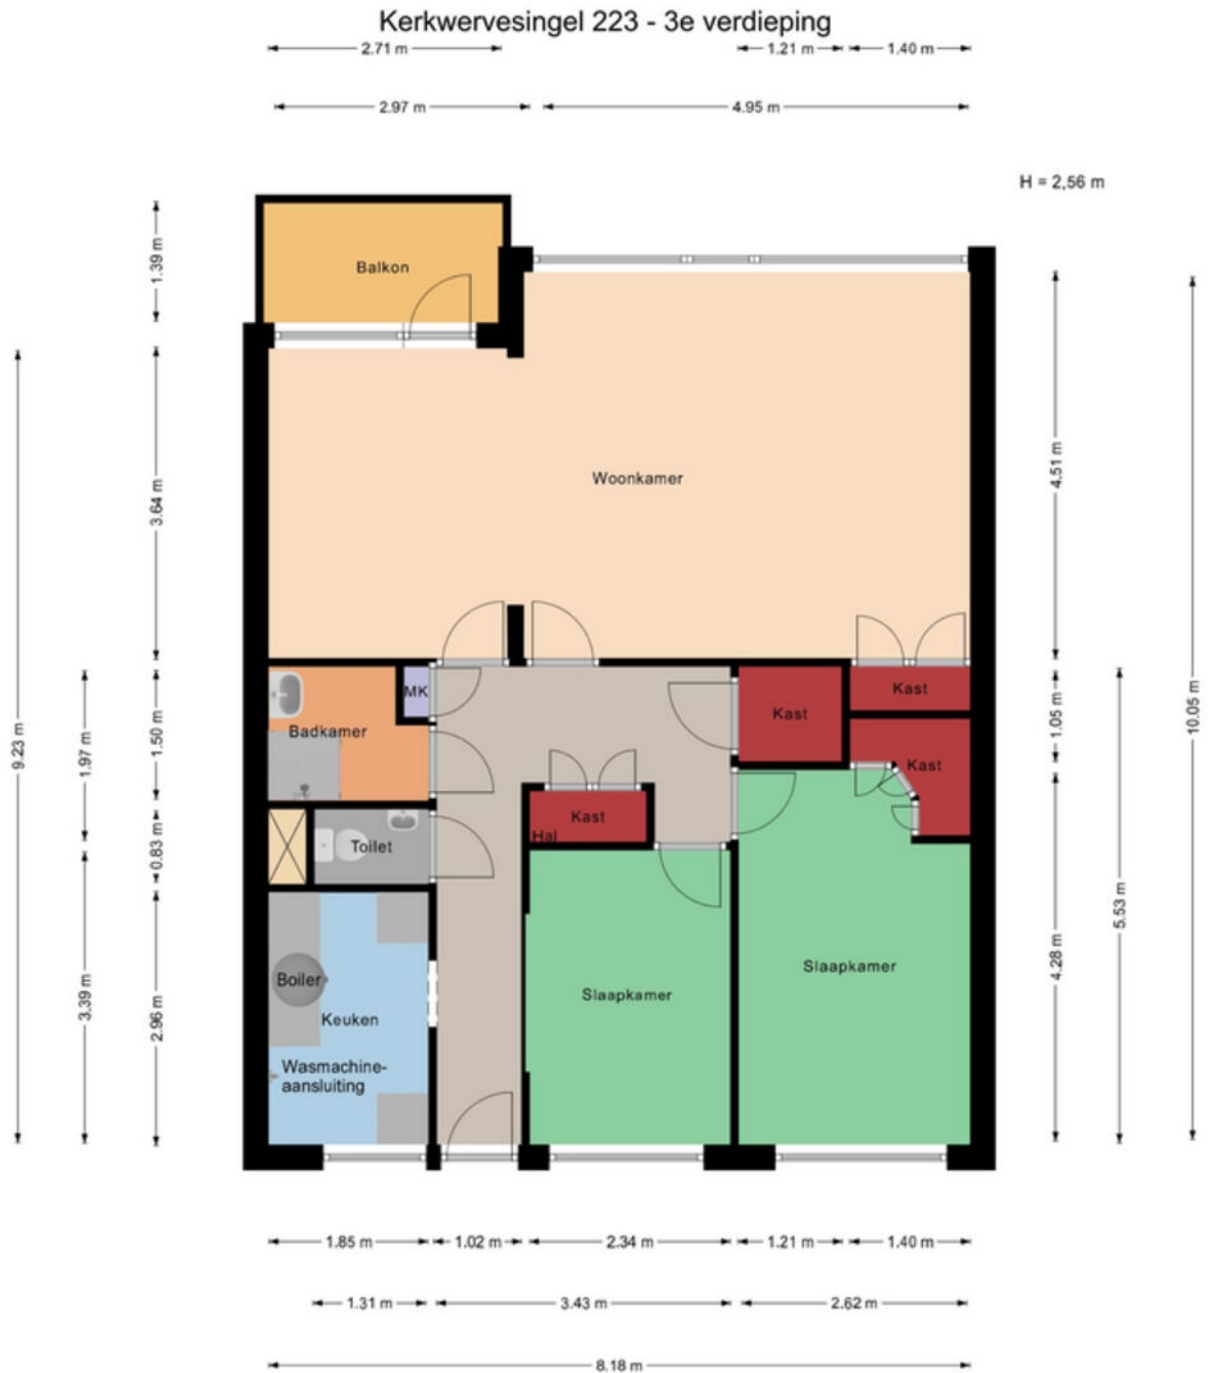 Kerkwervesingel 223 - 3e verdieping
2.71 m
1.21 m
1.40 m
2.97 m
4.95 m
H = 2,56 m
1.39 m
Balkon
3.64 m
4.51 m
Woonkamer
9.23 m
10.05 m
1.97 m
1.50 m
1.05 m
MK
Badkamer
Kast
Kast
Kast
Kast
Hal
0.83 m
Toilet
5.53 m
3.39 m
2.96 m
4.28 m
Slaapkamer
Slaapkamer
Boiler
Keuken
Wasmachine-
aansluiting
1.85 m
1.02 m
2.34 m
1.21 m
1.40 m
1.31 m
3.43 m
2.62 m
8.18 m